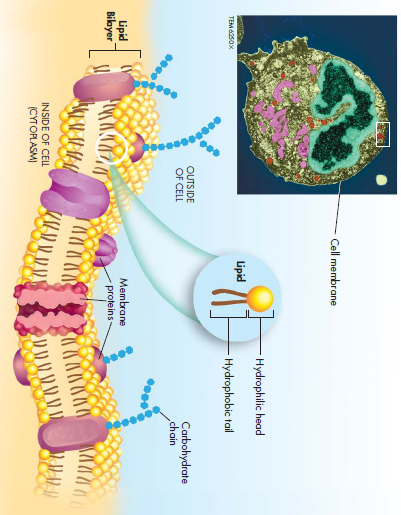 TEM 6250×
Cell membrane
OUTSIDE
OF CELL
Lipid
Hydrophilic head
Hydrophobic tail
Carbohydrate
chain
Lipid
Bilayer
Membrane
proteins
INSIDE OF CELL
(CYTOPLASM)